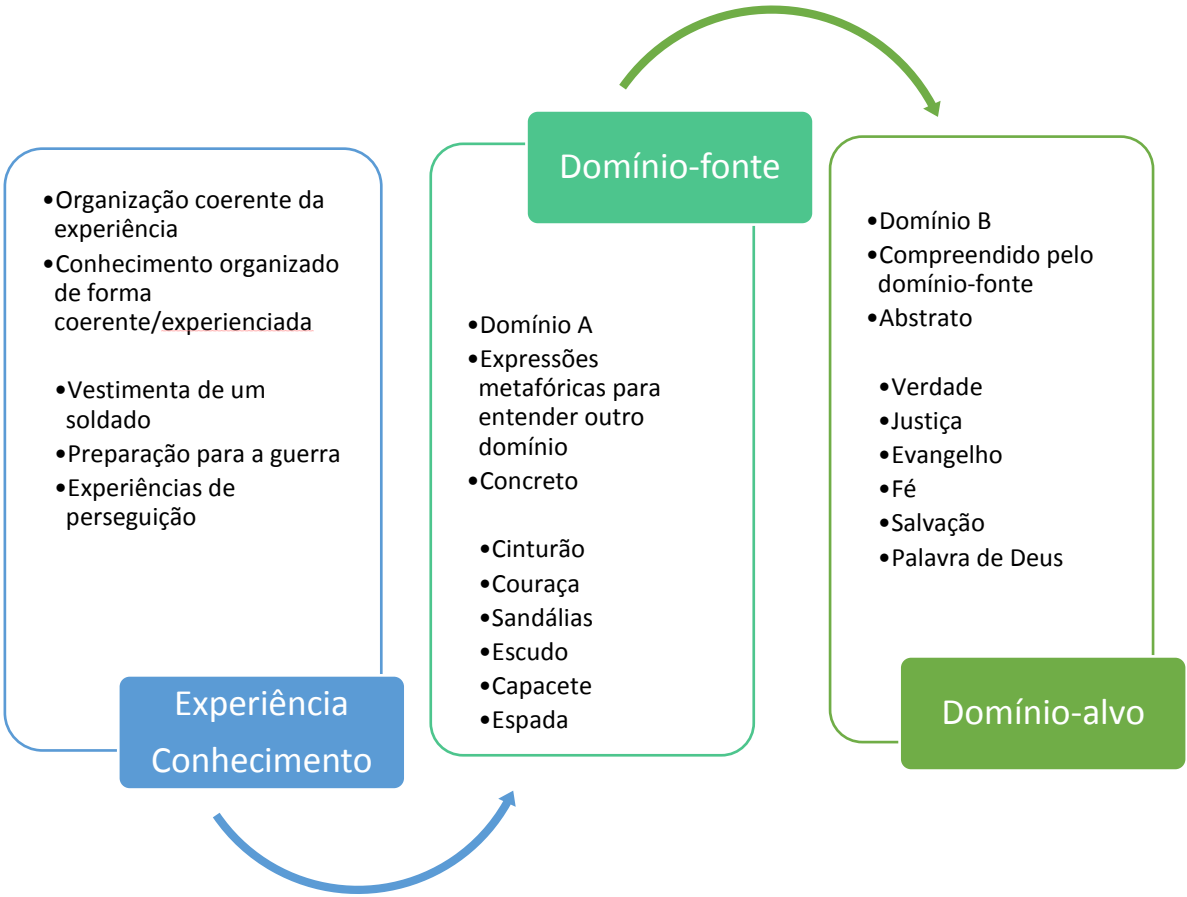 •Organização coerente da
experiência
•Conhecimento organizado
de forma
coerente/experienciada
•Vestimenta de um
soldado
•Preparação para a guerra
•Experiências de
perseguição
Experiência
Conhecimento
Domínio-fonte
•Domínio A
•Expressões
metafóricas para
entender outro
domínio
•Concreto
•Cinturão
•Couraça
•Sandálias
•Escudo
•Capacete
•Espada
•Domínio B
•Compreendido pelo
domínio-fonte
•Abstrato
•Verdade
•Justiça
•Evangelho
•Fé
•Salvação
•Palavra de Deus
Domínio-alvo